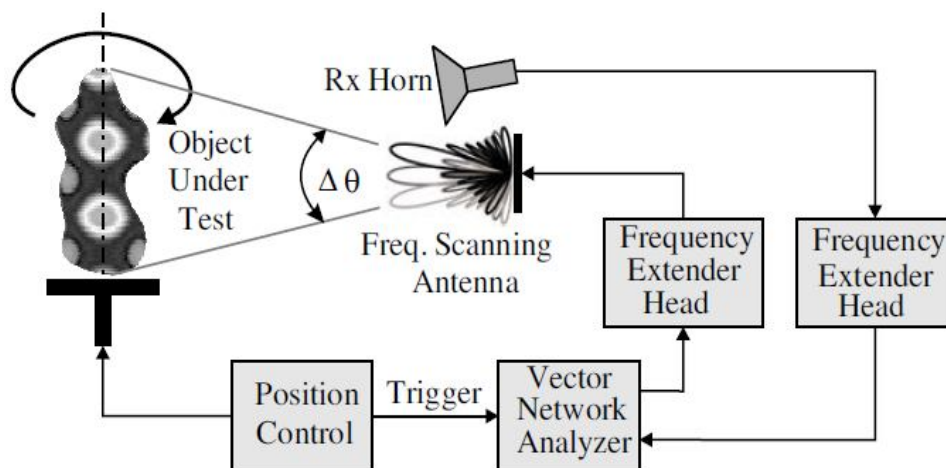 Rx Horn
Object
Under
Test
Δ θ
Freq. Scanning
Antenna
Frequency
Extender
Head
Frequency
Extender
Head
Position
Control
Trigger
Vector
Network
Analyzer